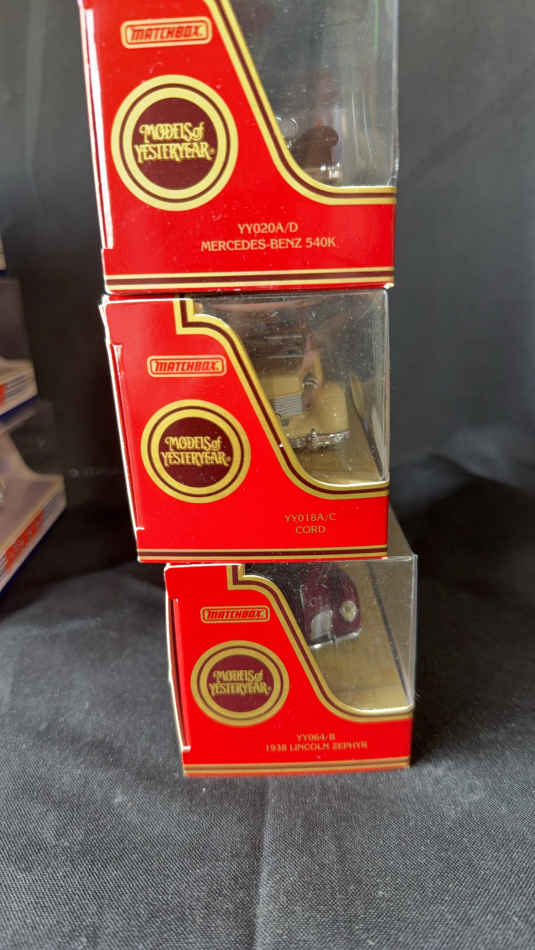 MATCHBOX
MODELS of
YESTERYEAR
YY020A/D
MERCEDES-BENZ 540K
MATCHBOX
MODELS of
YESTERYEAR
YY018A/C
CORD
MATCHBOX
MODELS of
YESTERYEAR
YY064/B
1938 LINCOLN ZEPHYR